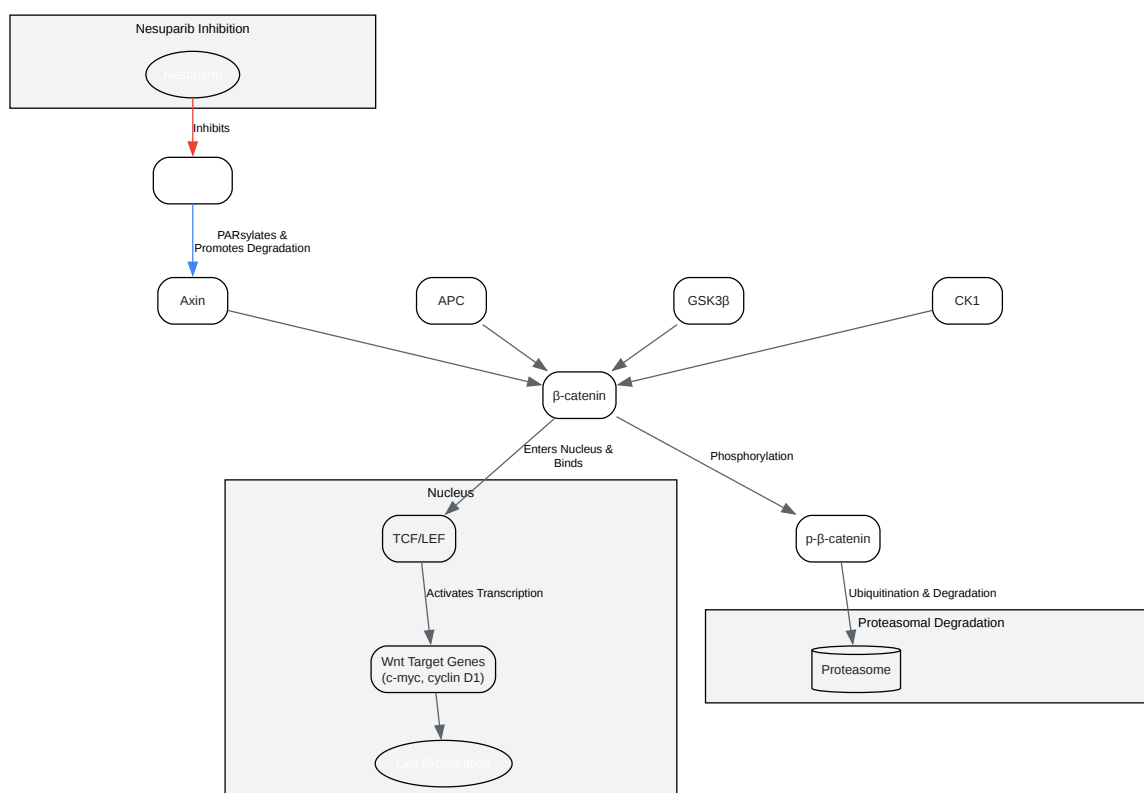 Nesuparib Inhibition
Nesuparib
Inhibits
PARsylates &
Promotes Degradation
Axin
APC
GSK3β
CK1
β-catenin
Enters Nucleus &
Binds
Phosphorylation
Nucleus
TCF/LEF
p-β-catenin
Activates Transcription
Ubiquitination & Degradation
Proteasomal Degradation
Wnt Target Genes
(c-myc, cyclin D1)
Proteasome
Cell Proliferation